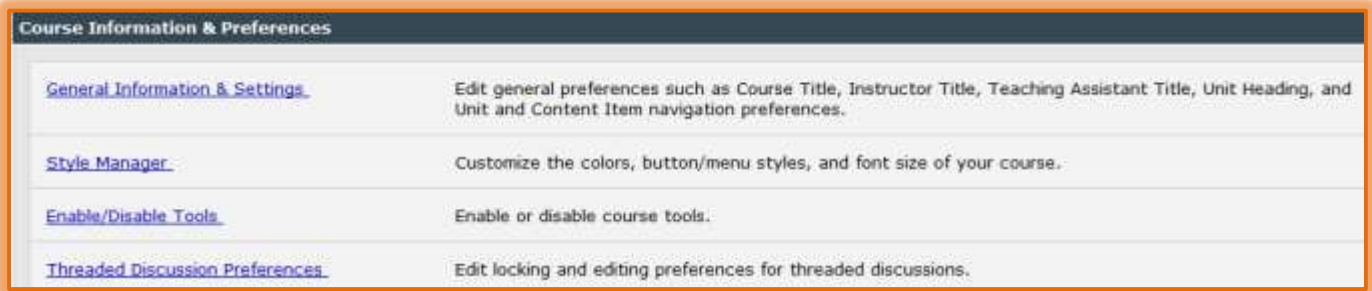 Course Information & Preferences
General Information & Settings
Edit general preferences such as Course Title, Instructor Title, Teaching Assistant Title, Unit Heading, and
Unit and Content Item navigation preferences.
Style Manager
Customize the colors, button/menu styles, and font size of your course.
Enable/Disable Tools
Enable or disable course tools.
Threaded Discussion Preferences
Edit locking and editing preferences for threaded discussions.